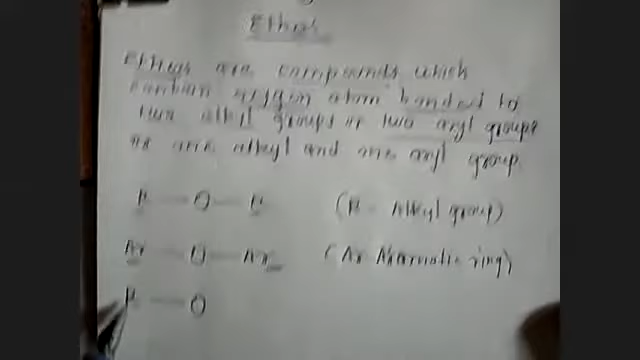 Ethers
Ethers are compounds which
contain oxygen atom bonded to
two alkyl groups or two aryl groups
or one alkyl and one aryl group.
R — O — R (R - Alkyl group)
Ar — O — Ar (Ar Aromatic ring)
R — O